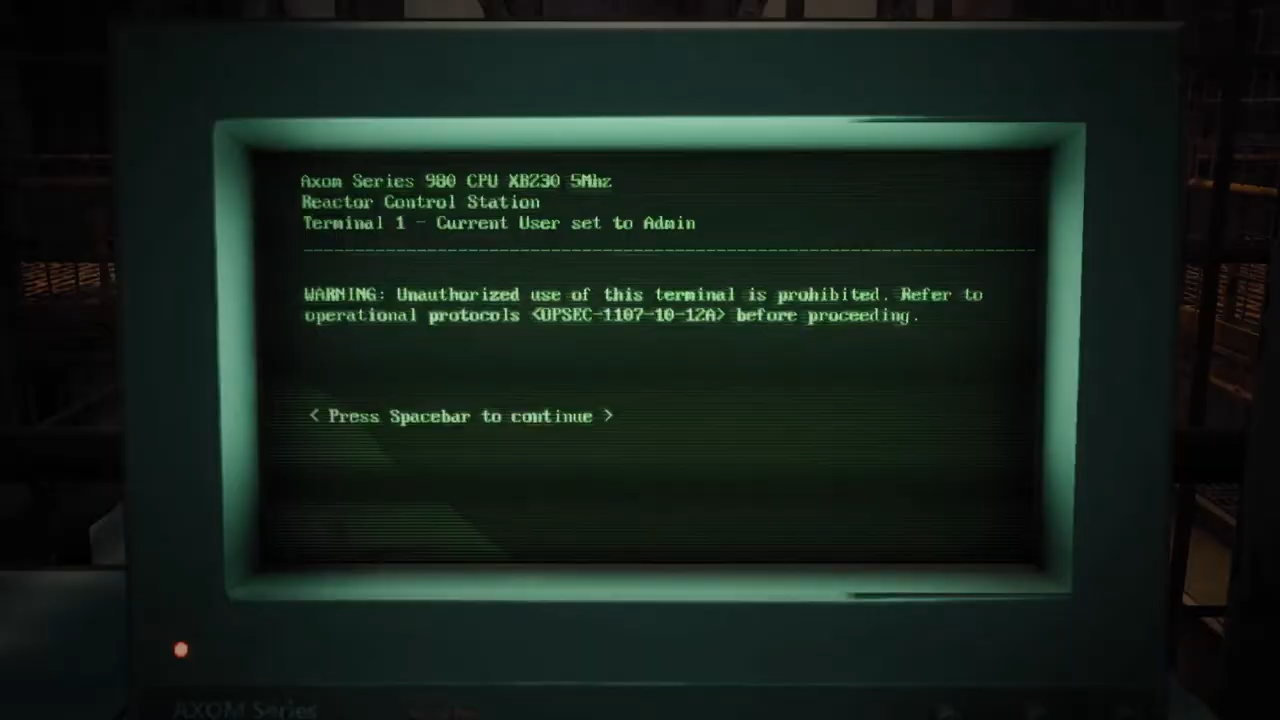 Axom Series 980 CPU XB230 5Mhz
Reactor Control Station
Terminal 1 - Current User set to Admin
WARNING: Unauthorized use of this terminal is prohibited. Refer to
operational protocols <OPSEC-1107-10-12A> before proceeding.
< Press Spacebar to continue >
AXOM Series